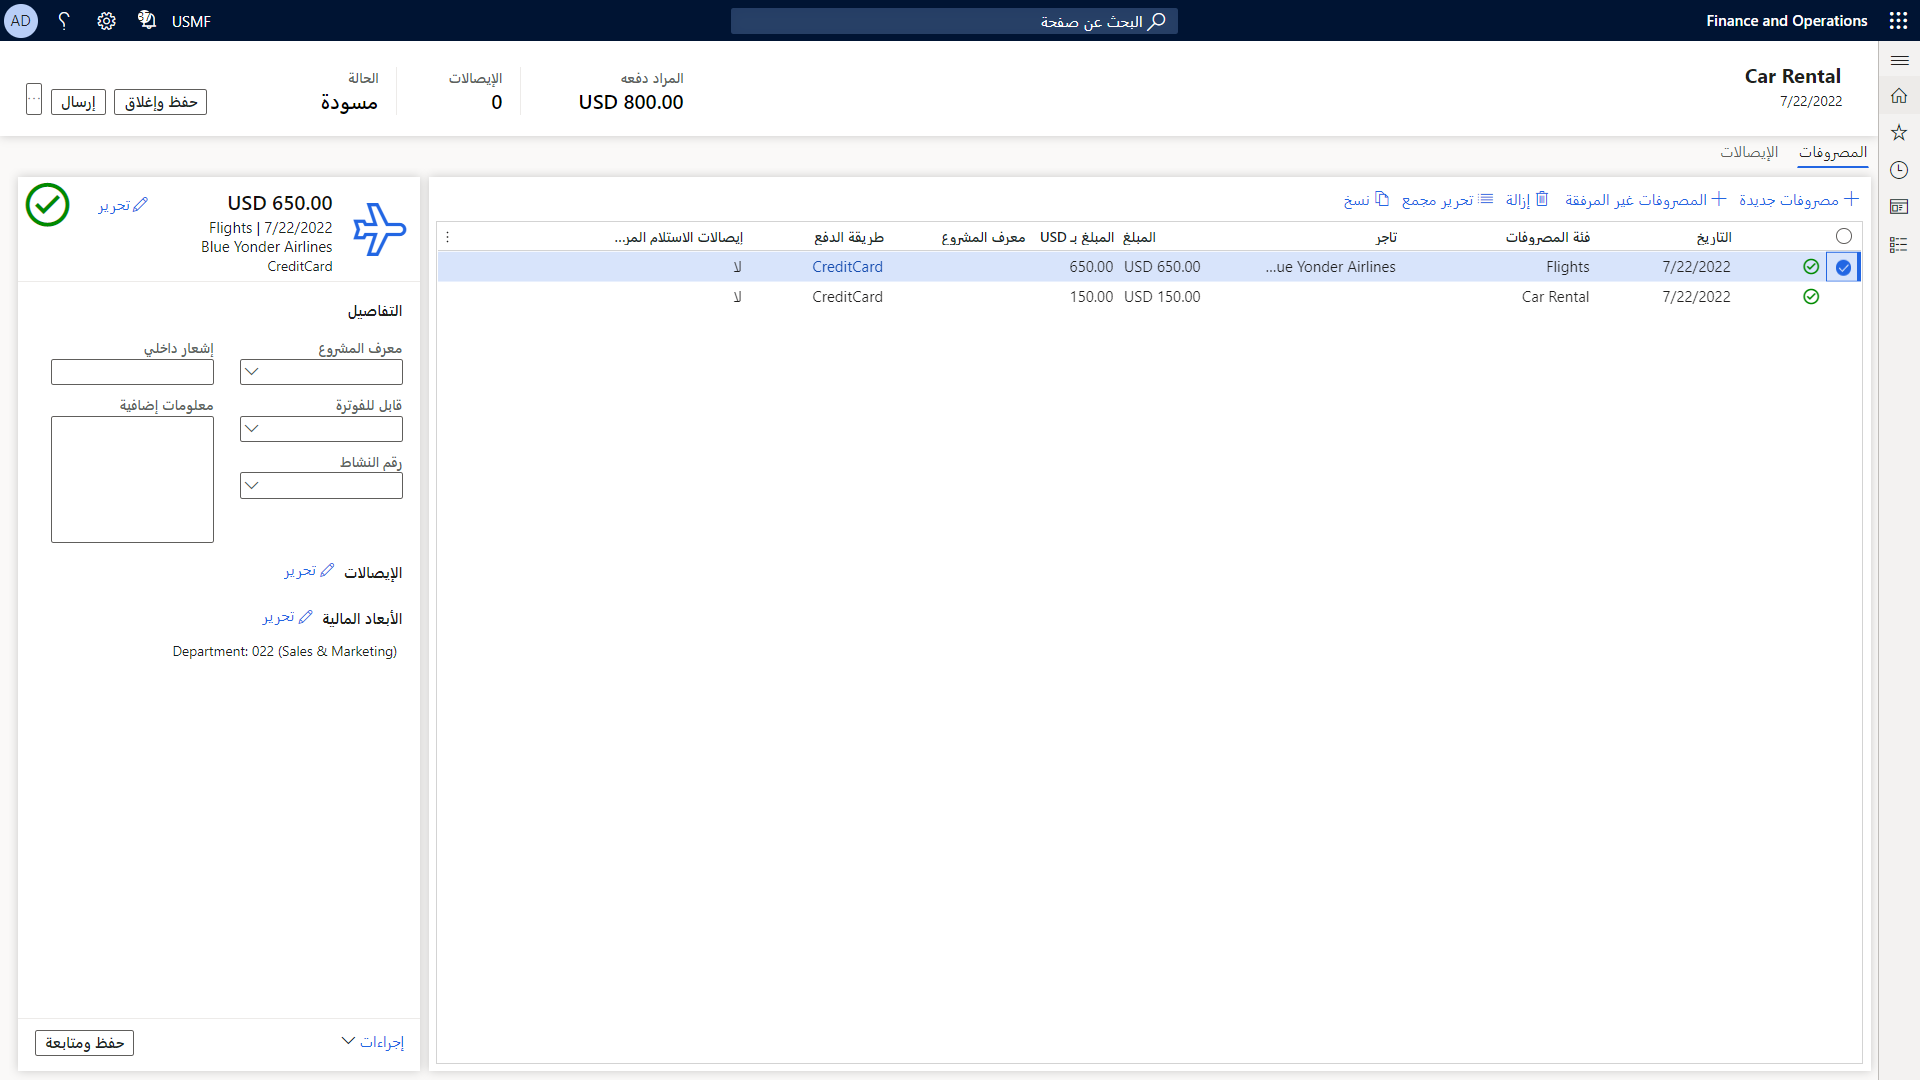 Finance and Operations
البحث عن صفحة
USMF
37
AD
Car Rental
7/22/2022
المراد دفعه
800.00 USD
الإيصالات
0
الحالة
مسودة
حفظ وإغلاق
إرسال
المصروفات
الإيصالات
مصروفات جديدة
المصروفات غير المرفقة
إزالة
تحرير مجمع
نسخ
التاريخ فئة المصروفات تاجر المبلغ المبلغ بـ USD معرف المشروع طريقة الدفع إيصالات الاستلام المر...
7/22/2022 Flights ...ue Yonder Airlines 650.00 USD 650.00 CreditCard لا
7/22/2022 Car Rental 150.00 USD 150.00 CreditCard لا
650.00 USD
تحرير
Flights | 7/22/2022
Blue Yonder Airlines
CreditCard
التفاصيل
معرف المشروع
إشعار داخلي
قابل للفوترة
معلومات إضافية
رقم النشاط
الإيصالات تحرير
الأبعاد المالية تحرير
Department: 022 (Sales & Marketing)
إجراءات
حفظ ومتابعة